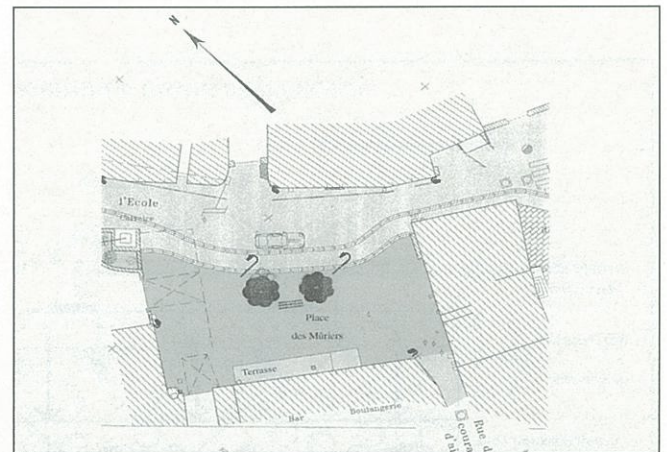 N
l'Ecole
Place
des Mûriers
Terrasse
Bar
Boulangerie
Rue d
coura
d'ai